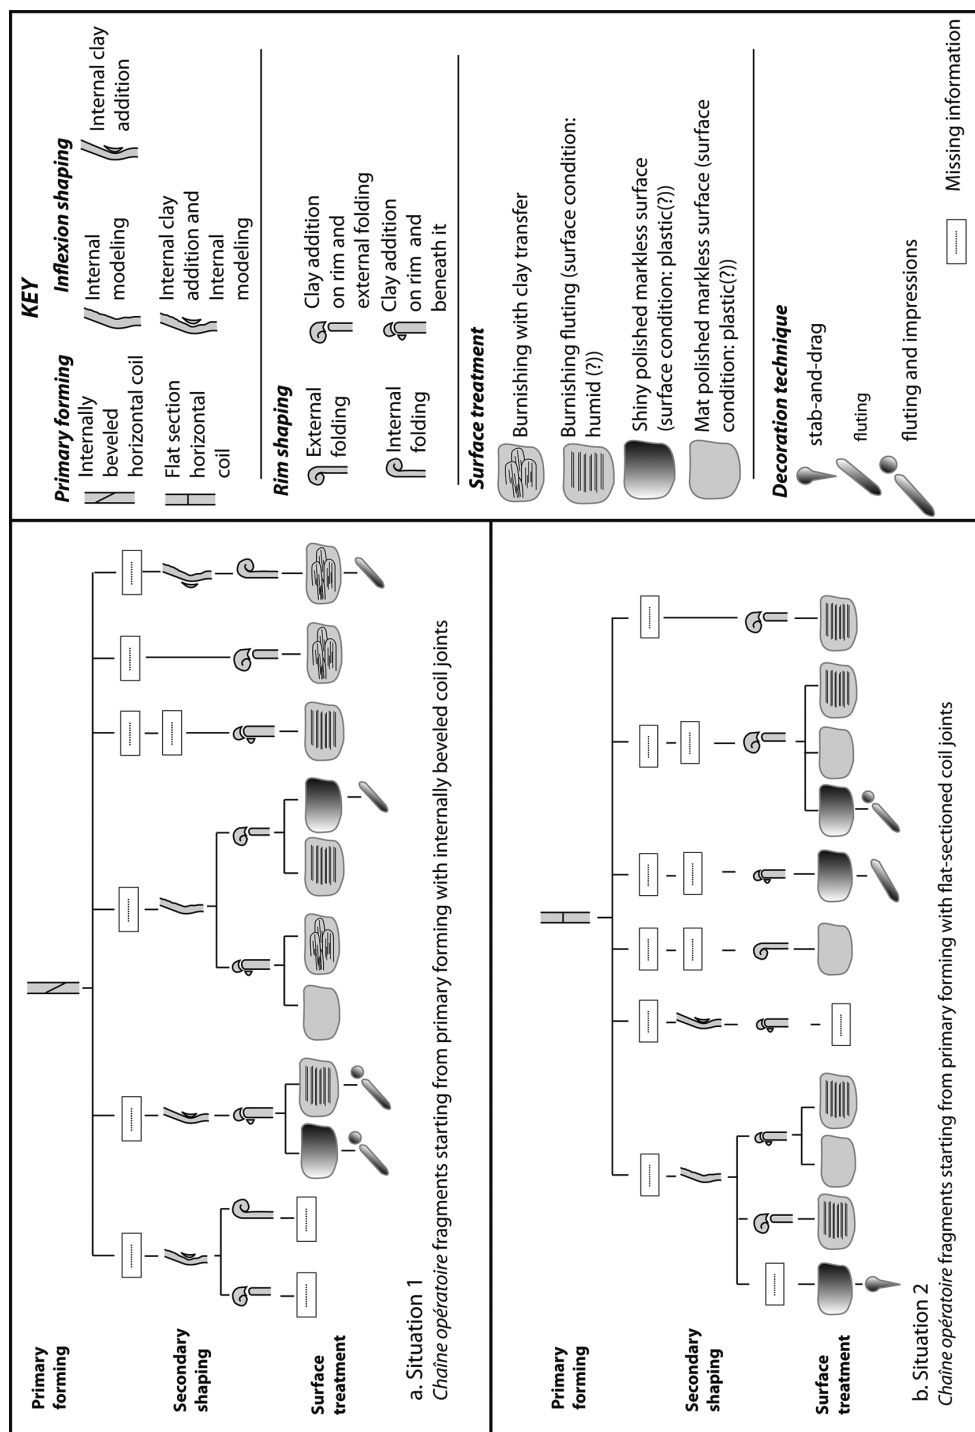 Primary
forming
Secondary
shaping
Surface
treatment
a. Situation 1
Chaîne opératoire fragments starting from primary forming with internally beveled coil joints
Primary
forming
Secondary
shaping
Surface
treatment
b. Situation 2
Chaîne opératoire fragments starting from primary forming with flat-sectioned coil joints
KEY
Primary forming
Internally
beveled
horizontal coil
Flat section
horizontal
coil
Inflexion shaping
Internal
modeling
Internal clay
addition and
Internal
modeling
Internal clay
addition
Rim shaping
External
folding
Internal
folding
Clay addition
on rim and
external folding
Clay addition
on rim and
beneath it
Surface treatment
Burnishing with clay transfer
Burnishing fluting (surface condition:
humid (?))
Shiny polished markless surface
(surface condition: plastic(?))
Mat polished markless surface (surface
condition: plastic(?))
Decoration technique
stab-and-drag
fluting
fluting and impressions
Missing information